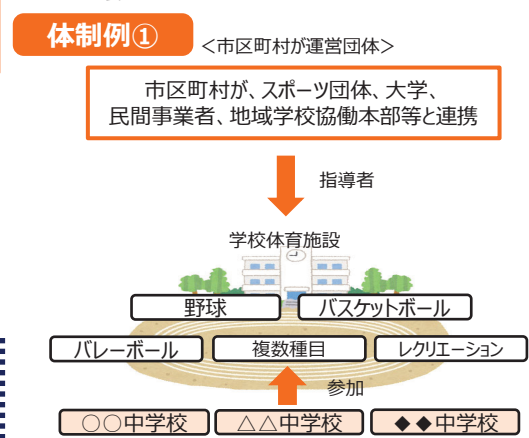 体制例①
＜市区町村が運営団体＞
市区町村が、スポーツ団体、大学、
民間事業者、地域学校協働本部等と連携
指導者
学校体育施設
野球 バスケットボール
バレーボール 複数種目 レクリエーション
参加
○○中学校 △△中学校 ◆◆中学校